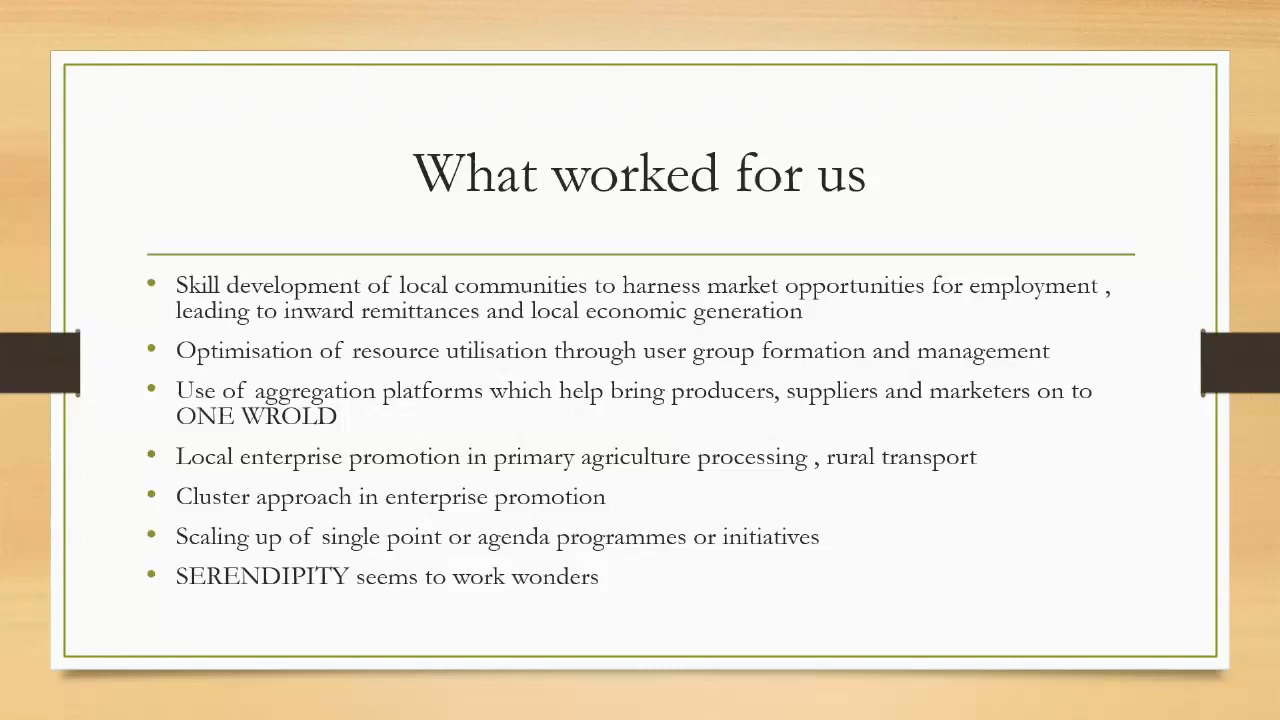 What worked for us
• Skill development of local communities to harness market opportunities for employment ,
leading to inward remittances and local economic generation
• Optimisation of resource utilisation through user group formation and management
• Use of aggregation platforms which help bring producers, suppliers and marketers on to
ONE WROLD
• Local enterprise promotion in primary agriculture processing , rural transport
• Cluster approach in enterprise promotion
• Scaling up of single point or agenda programmes or initiatives
• SERENDIPITY seems to work wonders